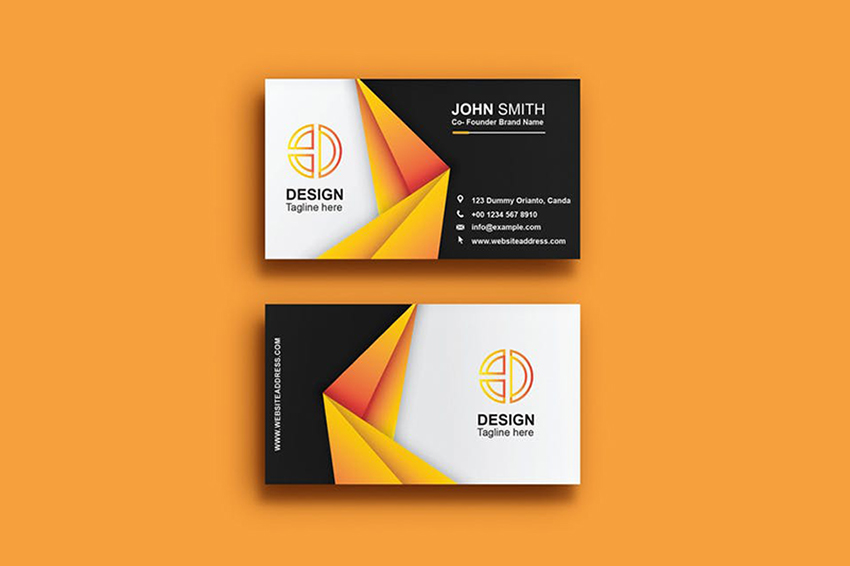 JOHN SMITH
Co- Founder Brand Name
DESIGN
Tagline here
123 Dummy Orianto, Canda
+00 1234 567 8910
info@example.com
www.websiteaddress.com
WWW.WEBSITEADDRESS.COM
DESIGN
Tagline here